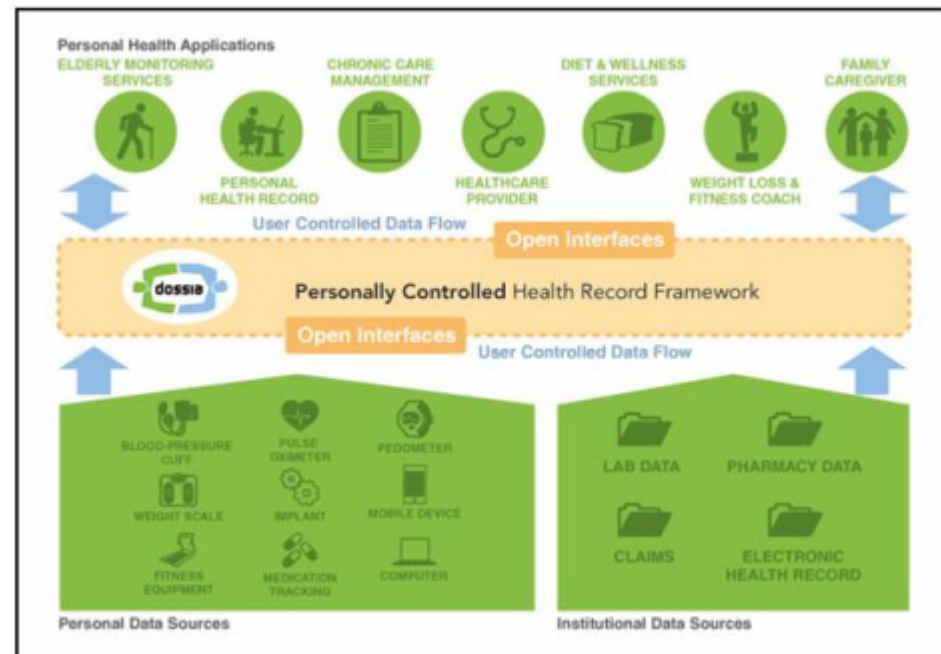 Personal Health Applications
ELDERLY MONITORING
SERVICES
CHRONIC CARE
MANAGEMENT
DIET & WELLNESS
SERVICES
FAMILY
CAREGIVER
PERSONAL
HEALTH RECORD
HEALTHCARE
PROVIDER
WEIGHT LOSS &
FITNESS COACH
User Controlled Data Flow
Open Interfaces
dossia
Personally Controlled Health Record Framework
Open Interfaces
User Controlled Data Flow
BLOOD-PRESSURE
CUFF
PULSE
OXIMETER
PEDOMETER
WEIGHT SCALE
IMPLANT
MOBILE DEVICE
FITNESS
EQUIPMENT
MEDICATION
TRACKING
COMPUTER
LAB DATA
PHARMACY DATA
CLAIMS
ELECTRONIC
HEALTH RECORD
Personal Data Sources
Institutional Data Sources